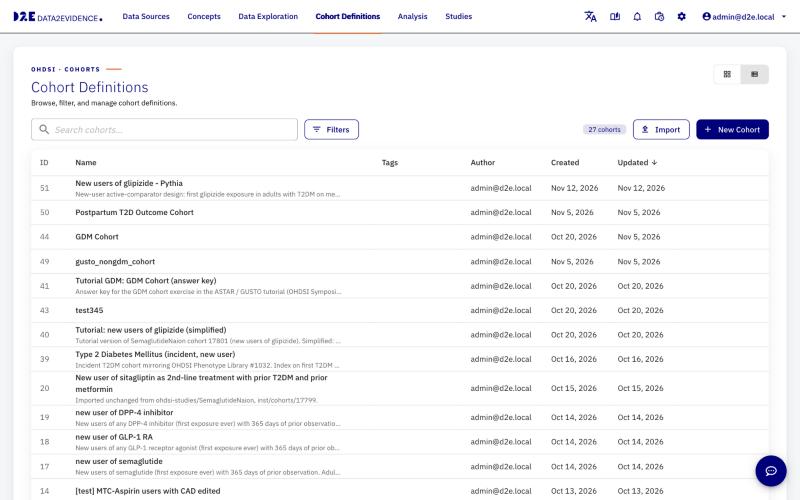 D2E DATA2EVIDENCE.
Data Sources Concepts Data Exploration Cohort Definitions Analysis Studies admin@d2e.local
OHDSI · COHORTS
Cohort Definitions
Browse, filter, and manage cohort definitions.
Search cohorts... Filters 27 cohorts Import + New Cohort
ID Name Tags Author Created Updated ↓
51 New users of glipizide - Pythia admin@d2e.local Nov 12, 2026 Nov 12, 2026
New-user active-comparator design: first glipizide exposure in adults with T2DM on me...
50 Postpartum T2D Outcome Cohort admin@d2e.local Nov 5, 2026 Nov 5, 2026
44 GDM Cohort admin@d2e.local Oct 20, 2026 Nov 5, 2026
49 gusto_nongdm_cohort admin@d2e.local Nov 5, 2026 Nov 5, 2026
41 Tutorial GDM: GDM Cohort (answer key) admin@d2e.local Oct 20, 2026 Oct 20, 2026
Answer key for the GDM cohort exercise in the ASTAR / GUSTO tutorial (OHDSI Symposi...
43 test345 admin@d2e.local Oct 20, 2026 Oct 20, 2026
40 Tutorial: new users of glipizide (simplified) admin@d2e.local Oct 20, 2026 Oct 20, 2026
Tutorial version of SemaglutideNaion cohort 17801 (new users of glipizide). Simplified: ...
39 Type 2 Diabetes Mellitus (incident, new user) admin@d2e.local Oct 16, 2026 Oct 16, 2026
Incident T2DM cohort mirroring OHDSI Phenotype Library #1032. Index on first T2DM ...
20 New user of sitagliptin as 2nd-line treatment with prior T2DM and prior metformin admin@d2e.local Oct 15, 2026 Oct 15, 2026
Imported unchanged from ohdsi-studies/SemaglutideNaion, inst/cohorts/17799.
19 new user of DPP-4 inhibitor admin@d2e.local Oct 14, 2026 Oct 14, 2026
New users of any DPP-4 inhibitor (first exposure ever) with 365 days of prior observatio...
18 new user of GLP-1 RA admin@d2e.local Oct 14, 2026 Oct 14, 2026
New users of any GLP-1 receptor agonist (first exposure ever) with 365 days of prior ob...
17 new user of semaglutide admin@d2e.local Oct 14, 2026 Oct 14, 2026
New users of semaglutide (first exposure ever) with 365 days of prior observation. Adul...
14 [test] MTC-Aspirin users with CAD edited admin@d2e.local Oct 13, 2026 Oct 13, 2026